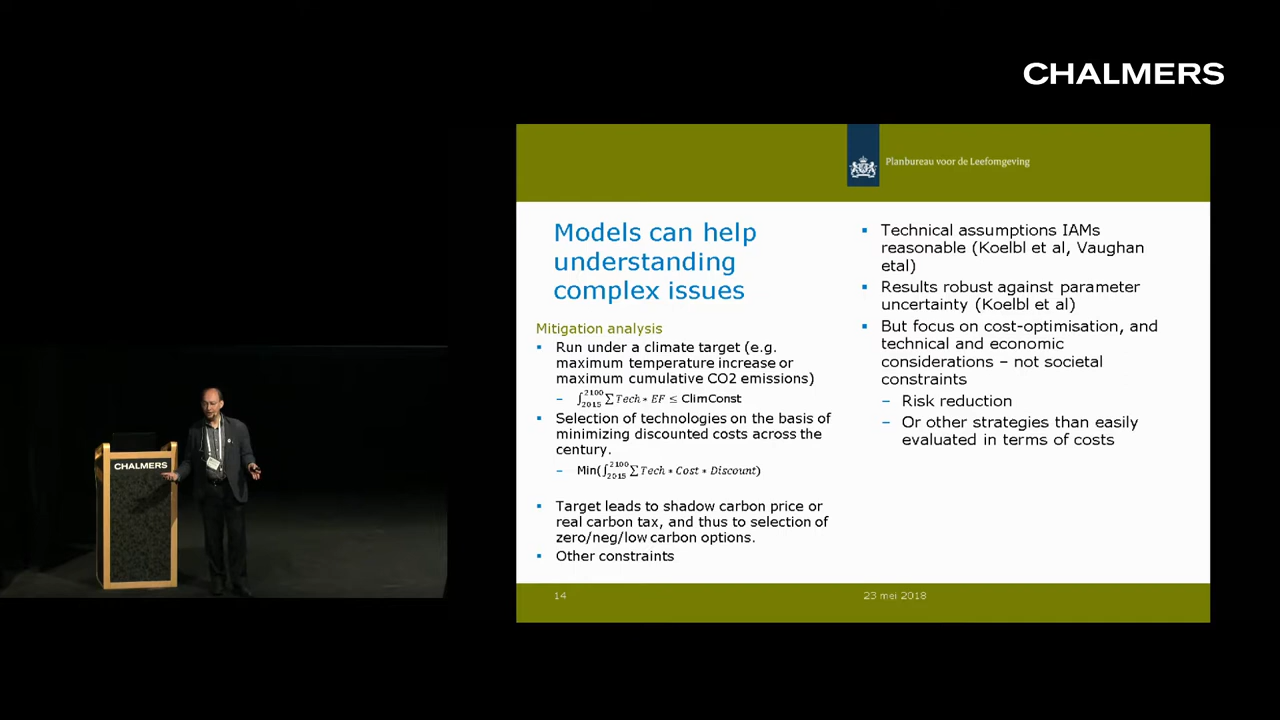 CHALMERS
Planbureau voor de Leefomgeving
Models can help
understanding
complex issues
Mitigation analysis
▪ Run under a climate target (e.g.
maximum temperature increase or
maximum cumulative CO2 emissions)
– ∫₂₀₁₅²¹⁰⁰ ∑ Tech ∗ EF ≤ ClimConst
▪ Selection of technologies on the basis of
minimizing discounted costs across the
century.
– Min(∫₂₀₁₅²¹⁰⁰ ∑ Tech ∗ Cost ∗ Discount)
▪ Target leads to shadow carbon price or
real carbon tax, and thus to selection of
zero/neg/low carbon options.
▪ Other constraints
▪ Technical assumptions IAMs
reasonable (Koelbl et al, Vaughan
etal)
▪ Results robust against parameter
uncertainty (Koelbl et al)
▪ But focus on cost-optimisation, and
technical and economic
considerations – not societal
constraints
– Risk reduction
– Or other strategies than easily
evaluated in terms of costs
14
23 mei 2018
CHALMERS